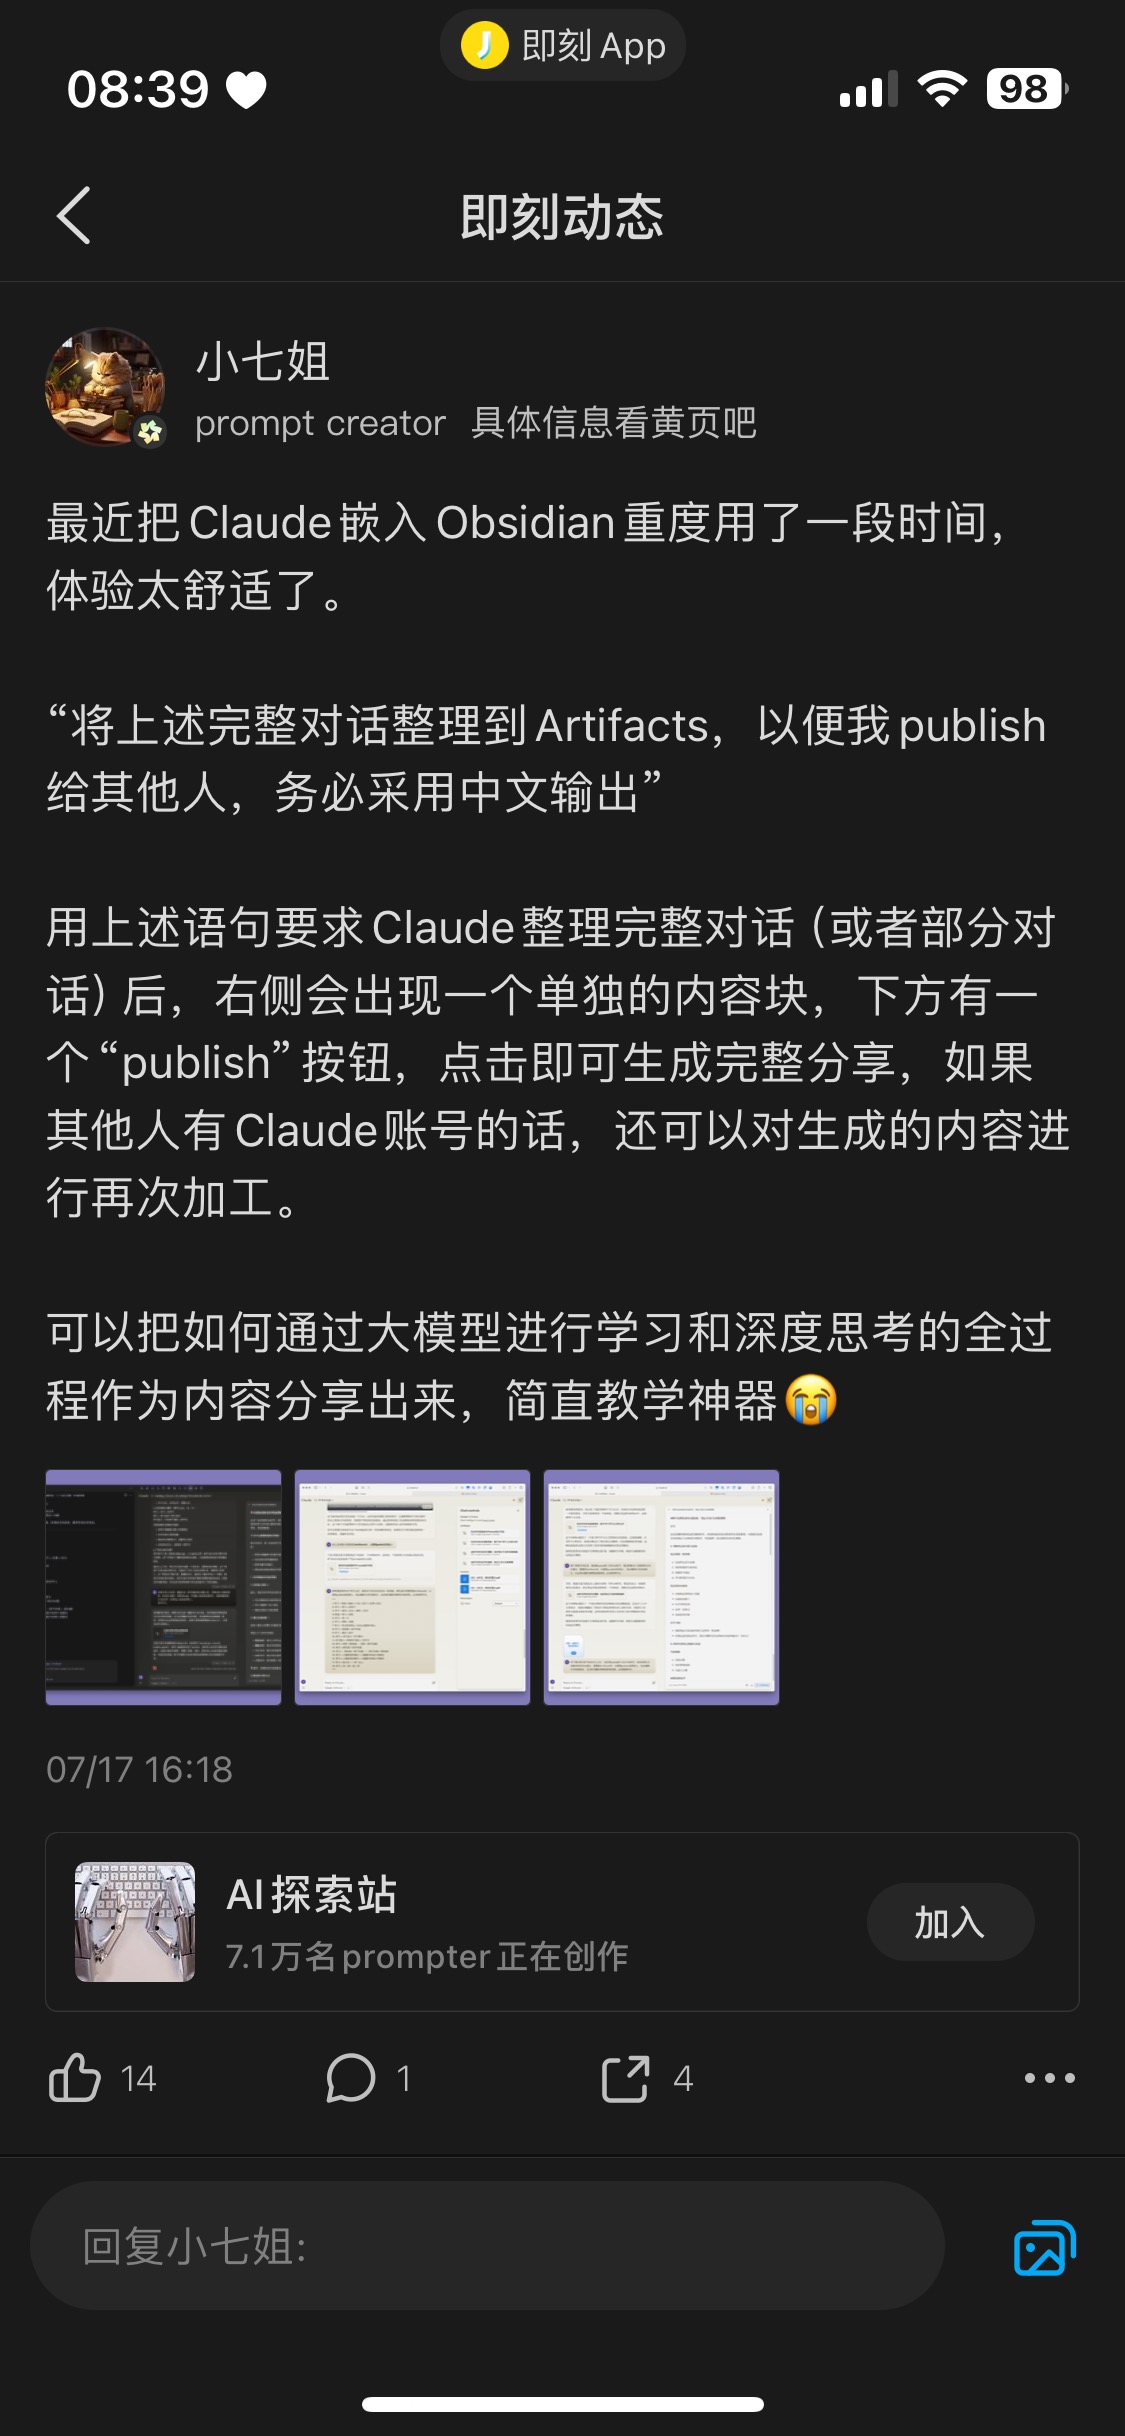 即刻 App
08:39
98
即刻动态
小七姐
prompt creator 具体信息看黄页吧
最近把Claude嵌入Obsidian重度用了一段时间，
体验太舒适了。
“将上述完整对话整理到Artifacts，以便我publish
给其他人，务必采用中文输出”
用上述语句要求Claude整理完整对话（或者部分对
话）后，右侧会出现一个单独的内容块，下方有一
个“publish”按钮，点击即可生成完整分享，如果
其他人有Claude账号的话，还可以对生成的内容进
行再次加工。
可以把如何通过大模型进行学习和深度思考的全过
程作为内容分享出来，简直教学神器
07/17 16:18
AI探索站
7.1万名prompter正在创作
加入
14
1
4
回复小七姐: